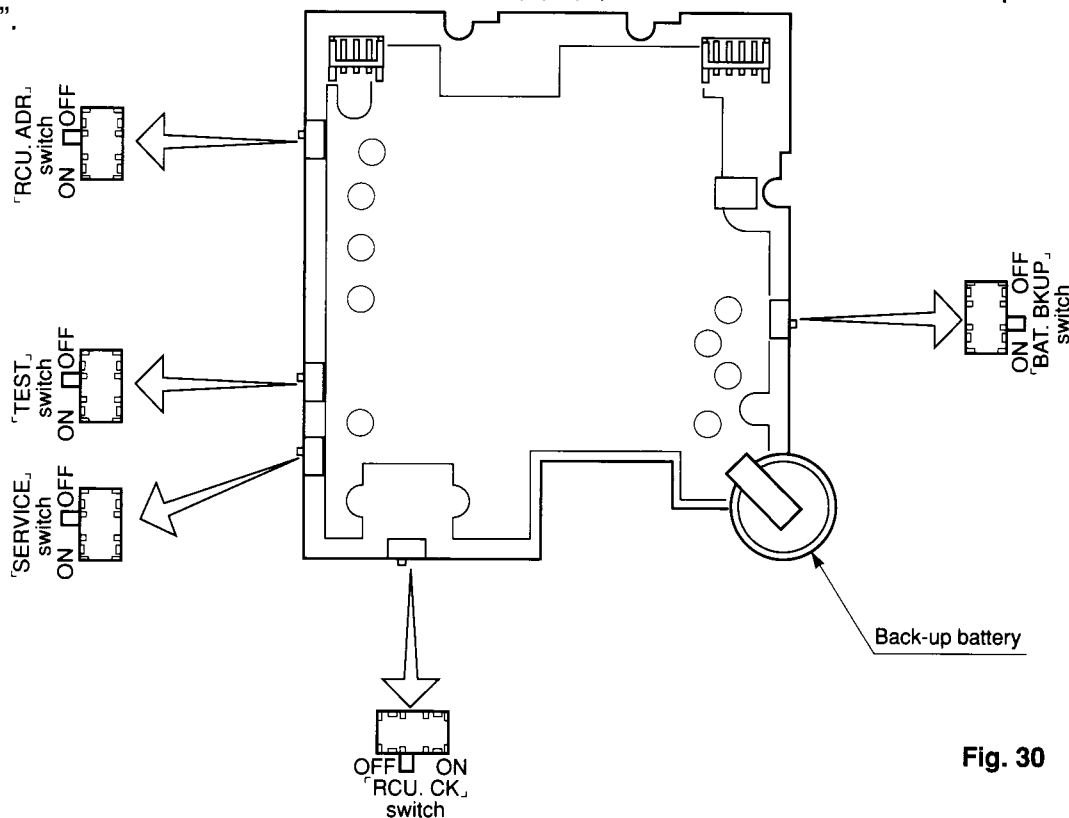 ”.
OFF
ON
「RCU. ADR.」
switch
OFF
ON
「TEST」
switch
OFF
ON
「SERVICE」
switch
OFF
ON
「BAT. BKUP」
switch
Back-up battery
OFF ON
「RCU. CK」
switch
Fig. 30